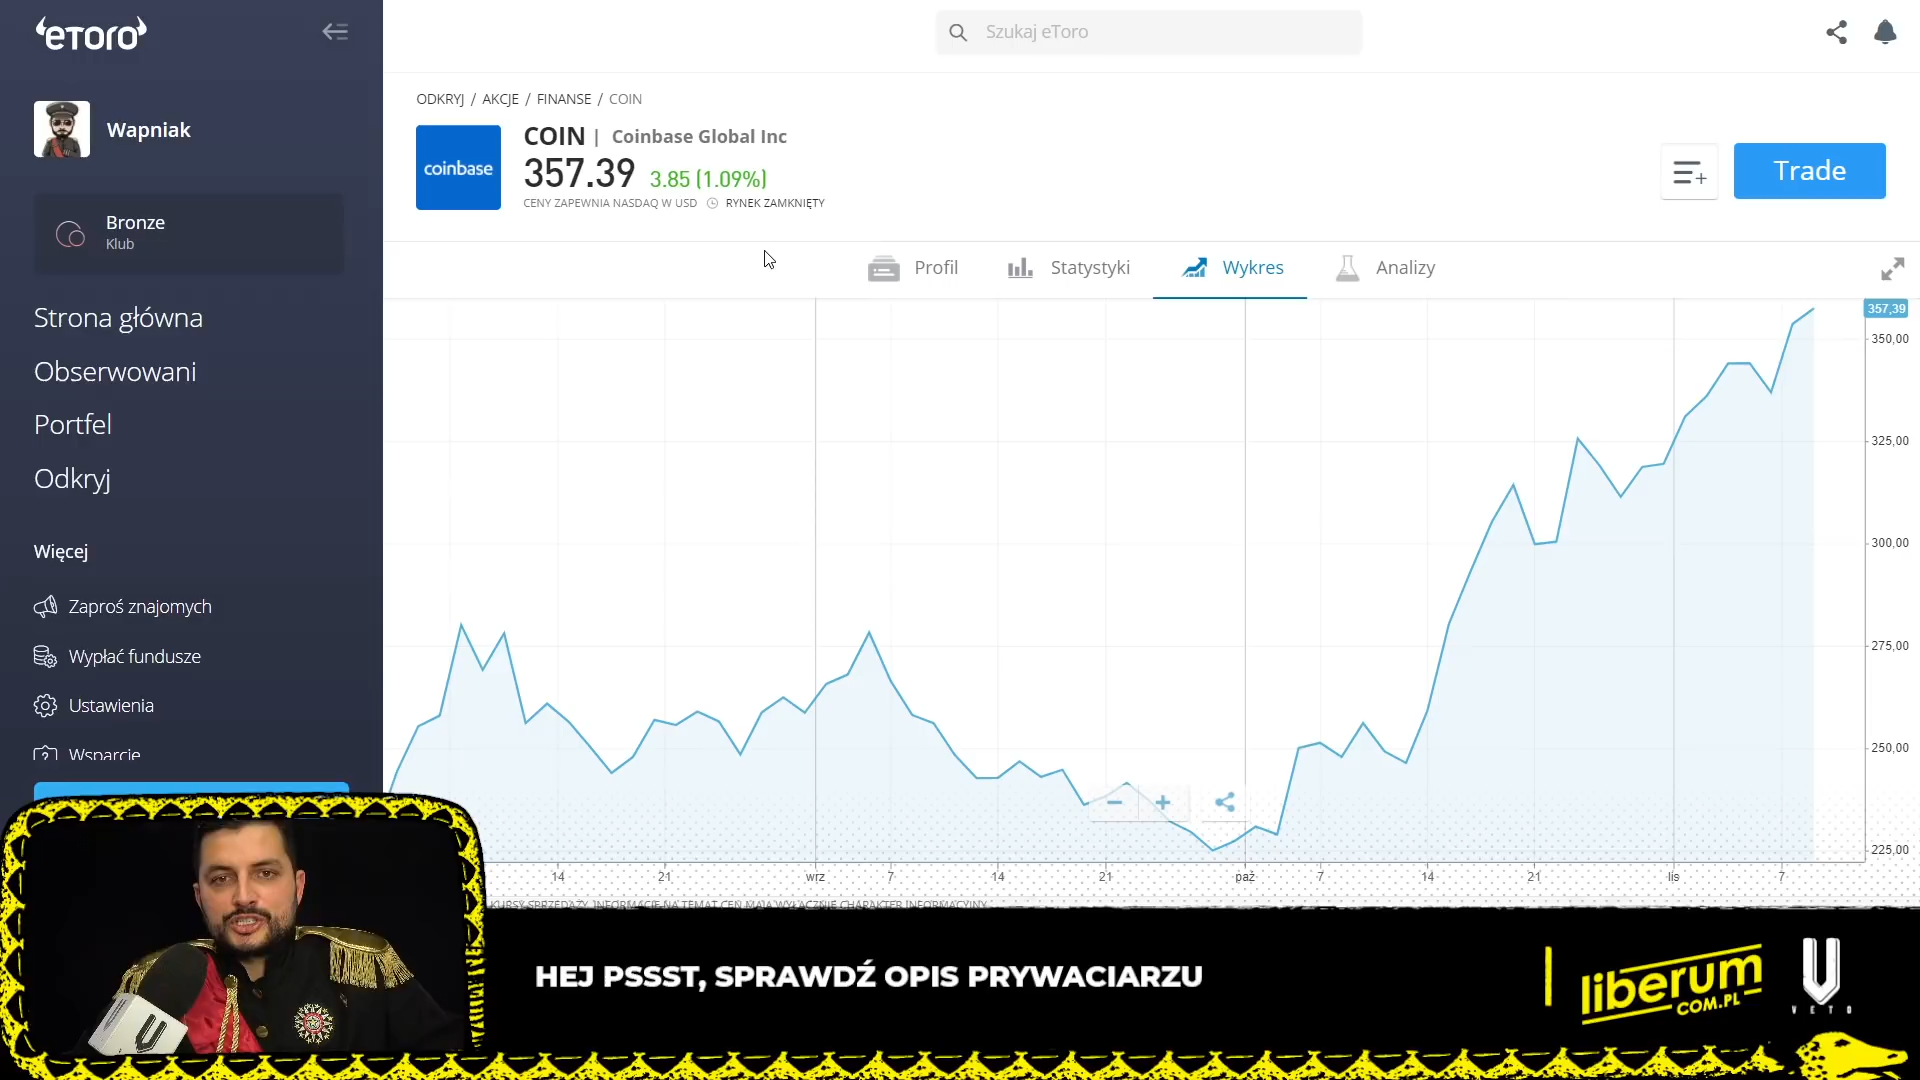 eToro
Szukaj eToro
Wapniak
Bronze
Klub
Strona główna
Obserwowani
Portfel
Odkryj
Więcej
Zaproś znajomych
Wypłać fundusze
Ustawienia
Wsparcie
ODKRYJ / AKCJE / FINANSE / COIN
coinbase
COIN | Coinbase Global Inc
357.39 3.85 (1.09%)
CENY ZAPEWNIA NASDAQ W USD RYNEK ZAMKNIĘTY
Trade
Profil Statystyki Wykres Analizy
357,39
350,00
325,00
300,00
275,00
250,00
225,00
14 21 wrz 7 14 21 paź 7 14 21 lis 7
KURSY SPRZEDAŻY. INFORMACJE NA TEMAT CEN MAJĄ WYŁĄCZNIE CHARAKTER INFORMACYJNY
HEJ PSSST, SPRAWDŹ OPIS PRYWACIARZU
liberum
COM.PL
VETO